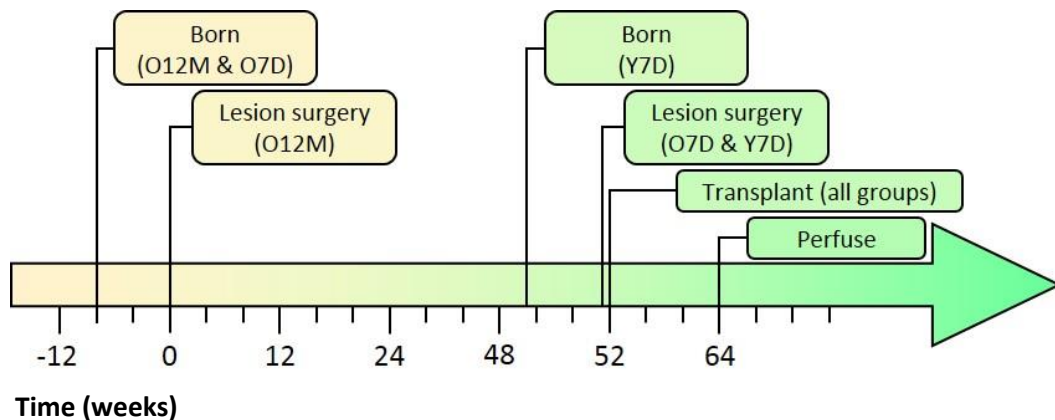 Born
(O12M & O7D)
Born
(Y7D)
Lesion surgery
(O12M)
Lesion surgery
(O7D & Y7D)
Transplant (all groups)
Perfuse
-12 0 12 24 48 52 64
Time (weeks)